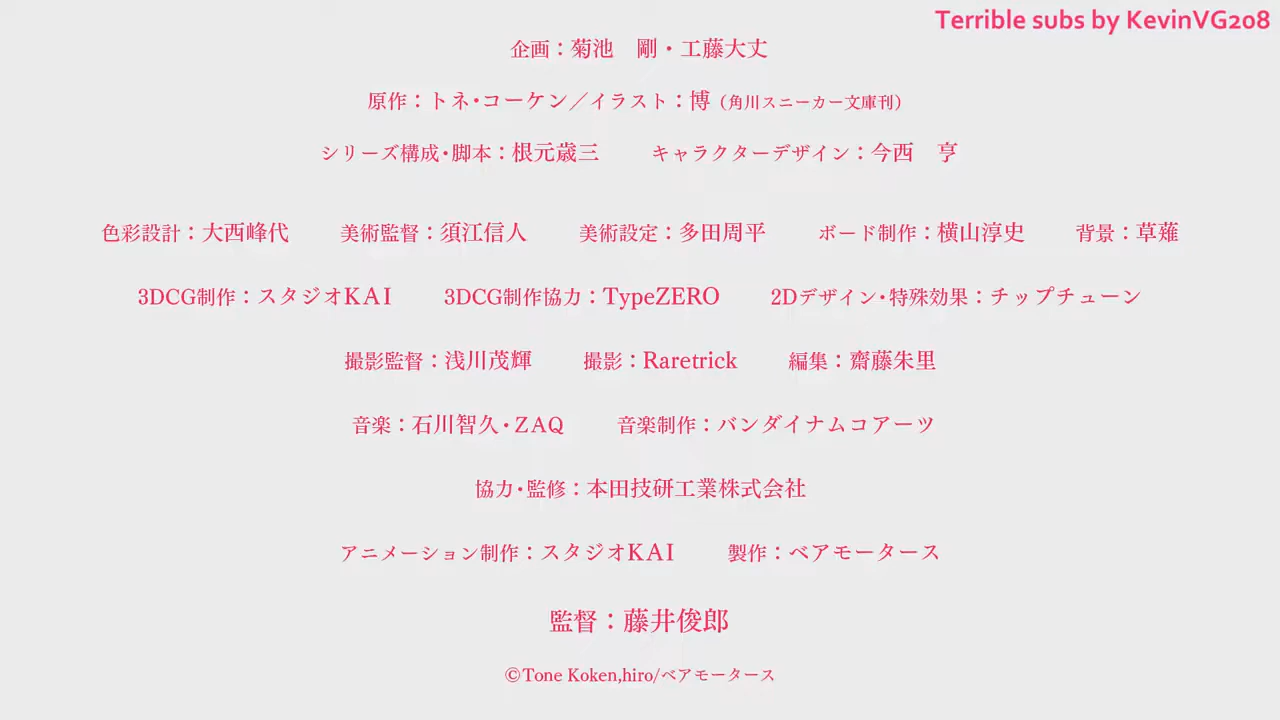 Terrible subs by KevinVG208
企画：菊池　剛・工藤大丈
原作：トネ・コーケン／イラスト：博（角川スニーカー文庫刊）
シリーズ構成・脚本：根元歳三　　キャラクターデザイン：今西　亨
色彩設計：大西峰代　　美術監督：須江信人　　美術設定：多田周平　　ボード制作：横山淳史　　背景：草薙
3DCG制作：スタジオKAI　　3DCG制作協力：TypeZERO　　2Dデザイン・特殊効果：チップチューン
撮影監督：浅川茂輝　　撮影：Raretrick　　編集：齋藤朱里
音楽：石川智久・ZAQ　　音楽制作：バンダイナムコアーツ
協力・監修：本田技研工業株式会社
アニメーション制作：スタジオKAI　　製作：ベアモータース
監督：藤井俊郎
©Tone Koken,hiro/ベアモータース